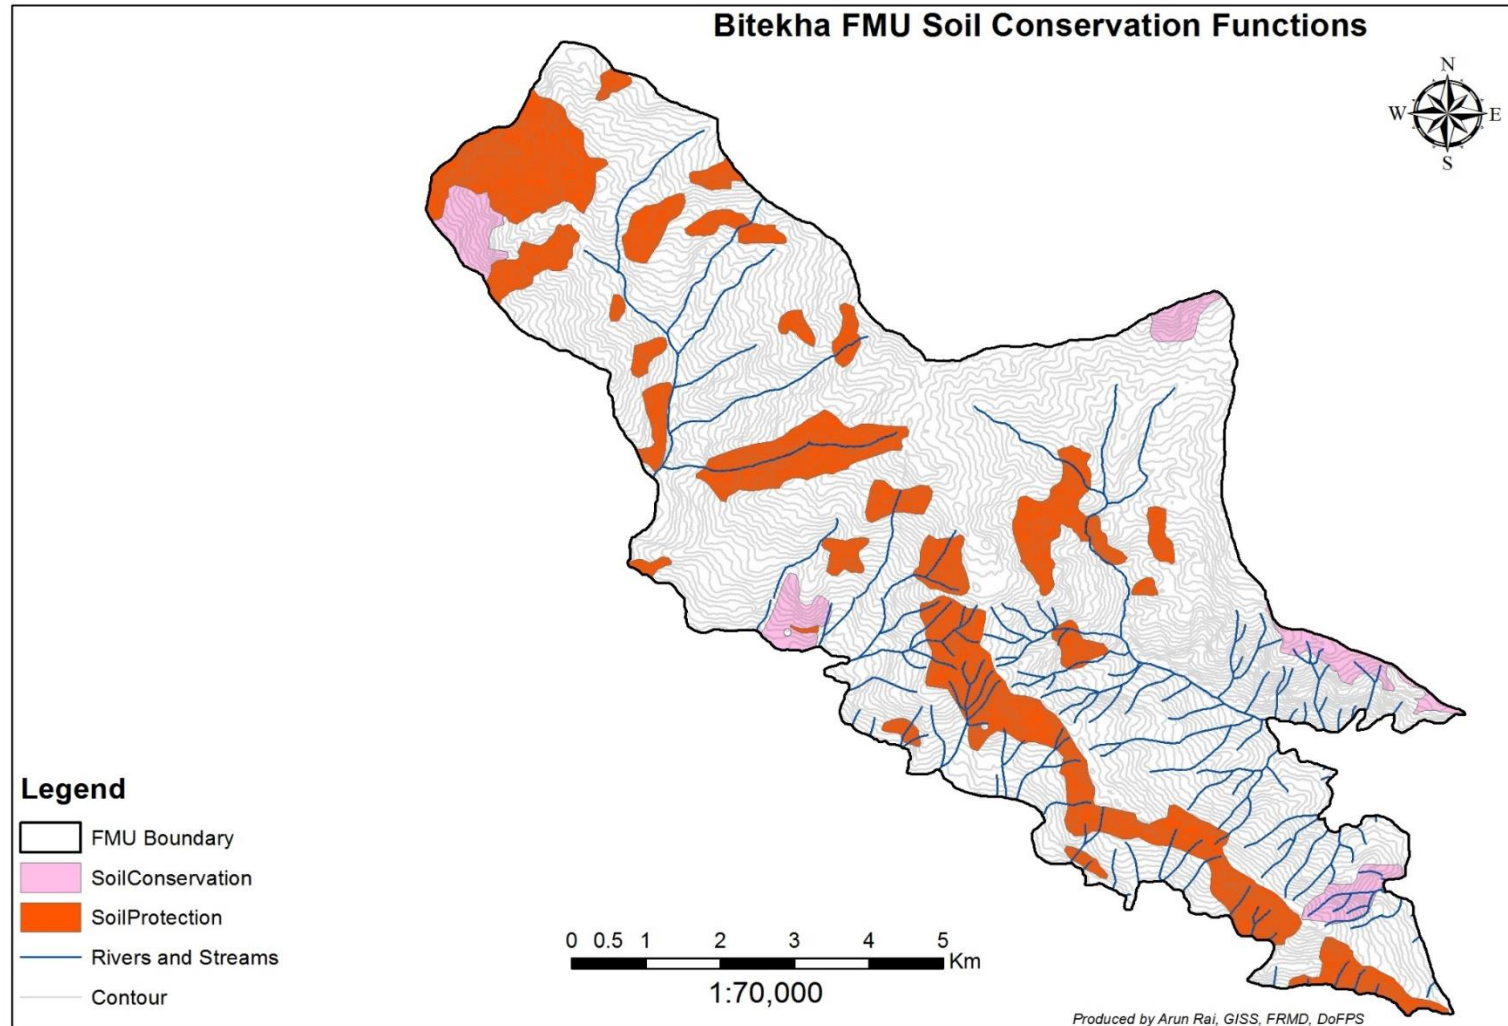 Bitekha FMU Soil Conservation Functions
N
W E
S
Legend
FMU Boundary
SoilConservation
SoilProtection
Rivers and Streams
Contour
0 0.5 1 2 3 4 5
Km
1:70,000
Produced by Arun Rai, GISS, FRMD, DoFPS